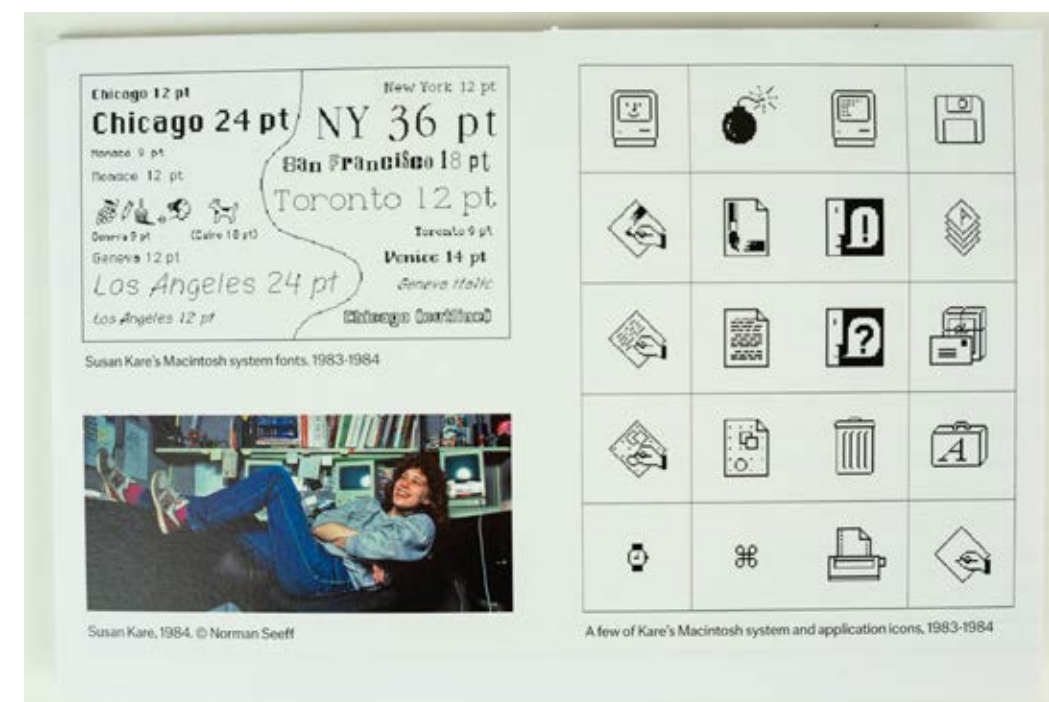 Chicago 12 pt
Chicago 24 pt
Monaco 9 pt
Monaco 12 pt
Geneva 9 pt (Cairo 18 pt)
Geneva 12 pt
Los Angeles 24 pt
Los Angeles 12 pt
New York 12 pt
NY 36 pt
San Francisco 18 pt
Toronto 12 pt
Toronto 9 pt
Venice 14 pt
Geneva Italic
Chicago (outline)
Susan Kare's Macintosh system fonts. 1983-1984
Susan Kare, 1984. © Norman Seeff
!
?
A
⌘
A few of Kare's Macintosh system and application icons, 1983-1984